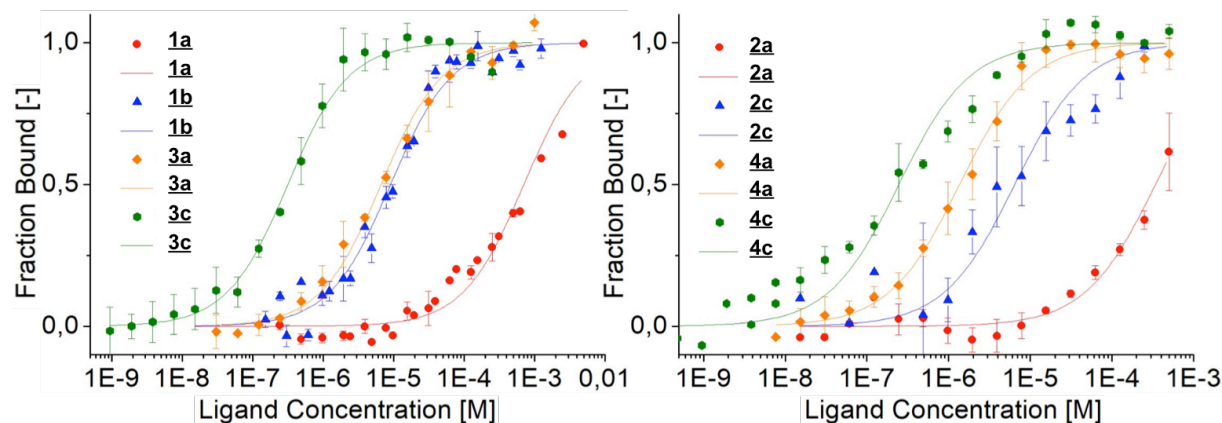 Fraction Bound [-]
1,0
0,5
0,0
1a
1a
1b
1b
3a
3a
3c
3c
1E-9 1E-8 1E-7 1E-6 1E-5 1E-4 1E-3 0,01
Ligand Concentration [M]
Fraction Bound [-]
1,0
0,5
0,0
2a
2a
2c
2c
4a
4a
4c
4c
1E-8 1E-7 1E-6 1E-5 1E-4 1E-3
Ligand Concentration [M]